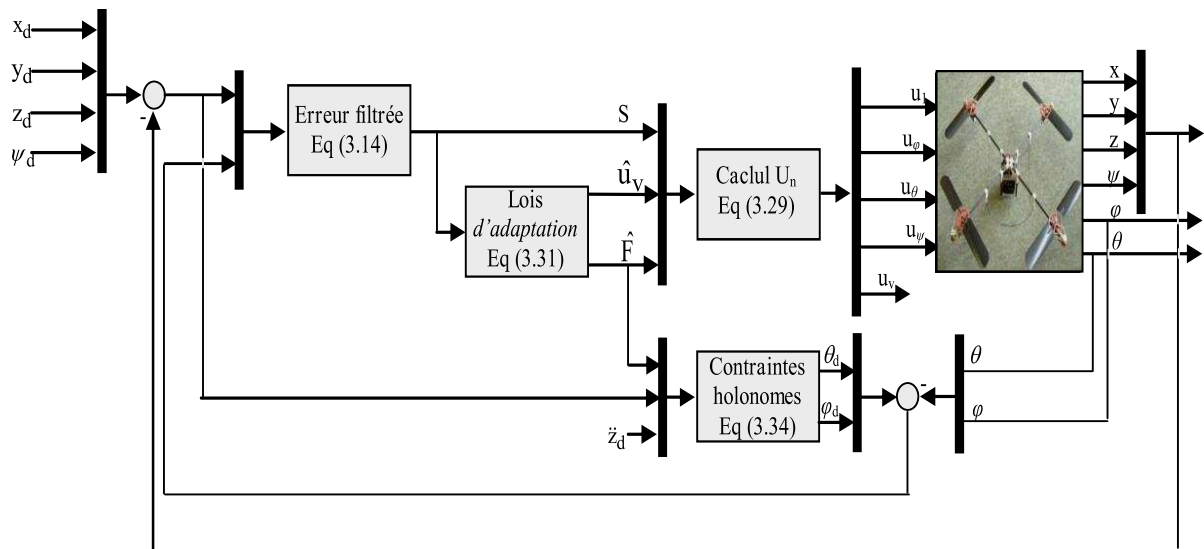 x_d
y_d
z_d
ψ_d
-
Erreur filtrée
Eq (3.14)
S
û_v
F̂
Lois
d'adaptation
Eq (3.31)
Caclul U_n
Eq (3.29)
u_1
u_φ
u_θ
u_ψ
u_v
x
y
z
ψ
φ
θ
z̈_d
Contraintes
holonomes
Eq (3.34)
θ_d
φ_d
-
θ
φ